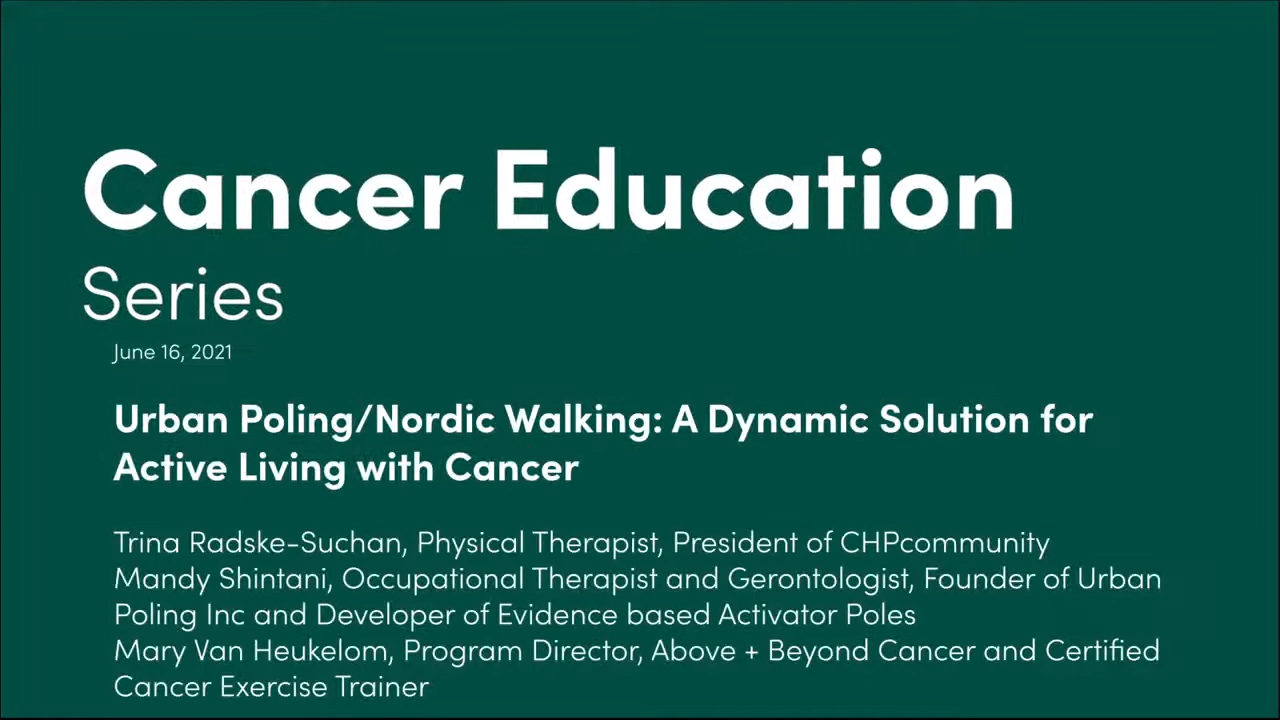 Cancer Education
Series
June 16, 2021
Urban Poling/Nordic Walking: A Dynamic Solution for
Active Living with Cancer
Trina Radske-Suchan, Physical Therapist, President of CHPcommunity
Mandy Shintani, Occupational Therapist and Gerontologist, Founder of Urban
Poling Inc and Developer of Evidence based Activator Poles
Mary Van Heukelom, Program Director, Above + Beyond Cancer and Certified
Cancer Exercise Trainer